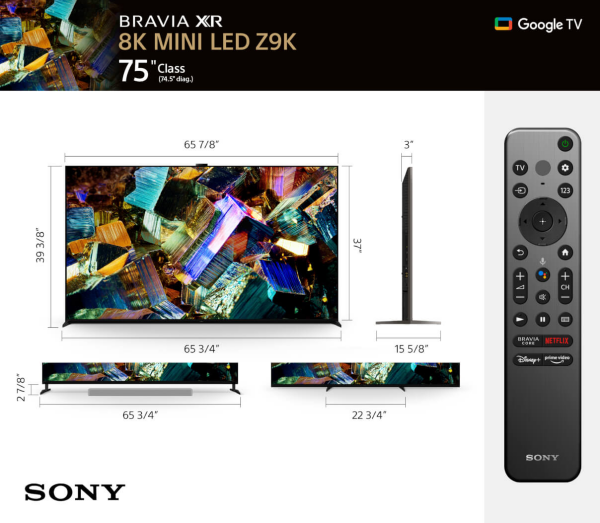 BRAVIA XR
8K MINI LED Z9K
75" Class
(74.5" diag.)
Google TV
65 7/8"
3"
39 3/8"
37"
65 3/4"
15 5/8"
2 7/8"
65 3/4"
22 3/4"
SONY
TV
123
CH
BRAVIA
CORE
NETFLIX
Disney+
prime video
SONY